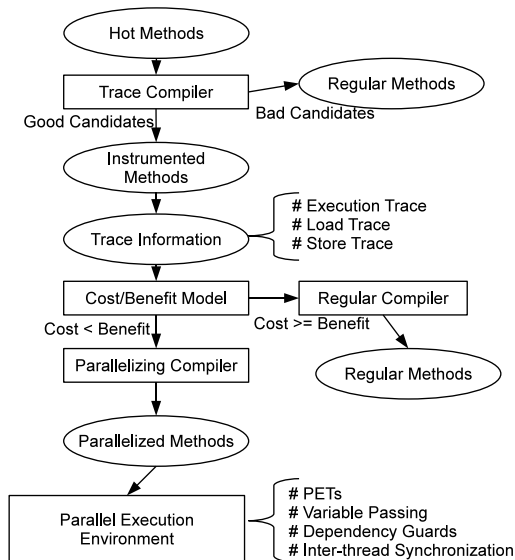 Hot Methods
Trace Compiler
Regular Methods
Good Candidates
Bad Candidates
Instrumented
Methods
Trace Information
# Execution Trace
# Load Trace
# Store Trace
Cost/Benefit Model
Regular Compiler
Cost < Benefit
Cost >= Benefit
Parallelizing Compiler
Regular Methods
Parallelized Methods
Parallel Execution
Environment
# PETs
# Variable Passing
# Dependency Guards
# Inter-thread Synchronization